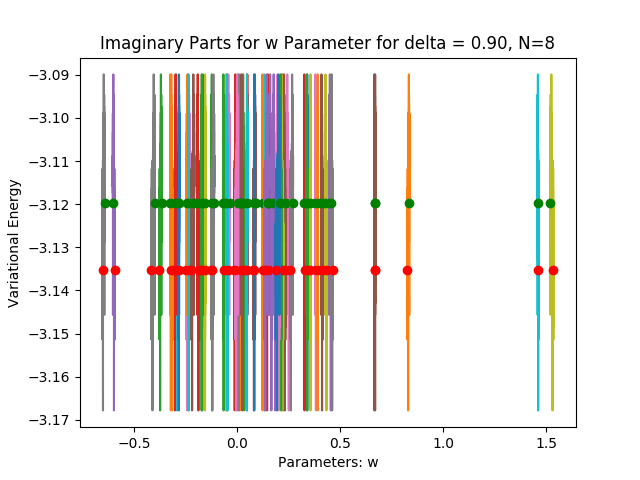 Imaginary Parts for w Parameter for delta = 0.90, N=8
−3.09
−3.10
−3.11
−3.12
−3.13
−3.14
−3.15
−3.16
−3.17
Variational Energy
−0.5 0.0 0.5 1.0 1.5
Parameters: w